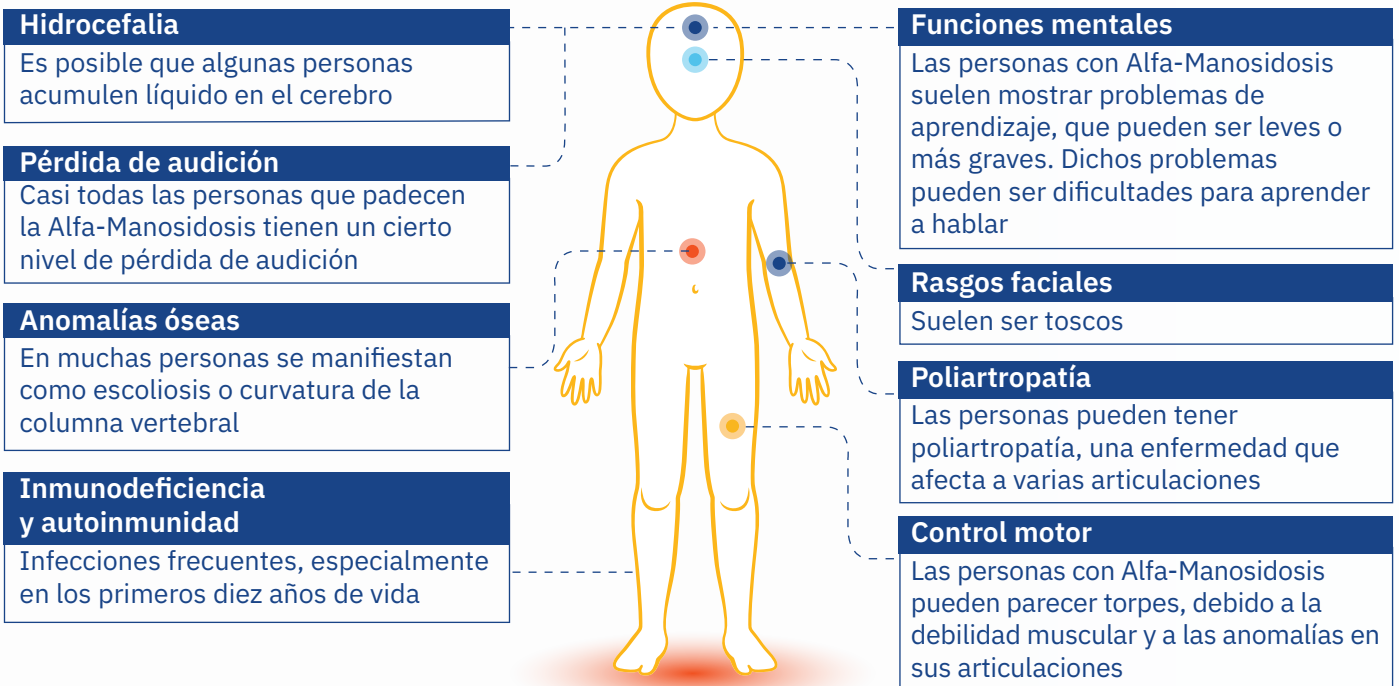 Hidrocefalia
Es posible que algunas personas
acumulen líquido en el cerebro
Pérdida de audición
Casi todas las personas que padecen
la Alfa-Manosidosis tienen un cierto
nivel de pérdida de audición
Anomalías óseas
En muchas personas se manifiestan
como escoliosis o curvatura de la
columna vertebral
Inmunodeficiencia
y autoinmunidad
Infecciones frecuentes, especialmente
en los primeros diez años de vida
Funciones mentales
Las personas con Alfa-Manosidosis
suelen mostrar problemas de
aprendizaje, que pueden ser leves o
más graves. Dichos problemas
pueden ser dificultades para aprender
a hablar
Rasgos faciales
Suelen ser toscos
Poliartropatía
Las personas pueden tener
poliartropatía, una enfermedad que
afecta a varias articulaciones
Control motor
Las personas con Alfa-Manosidosis
pueden parecer torpes, debido a la
debilidad muscular y a las anomalías en
sus articulaciones